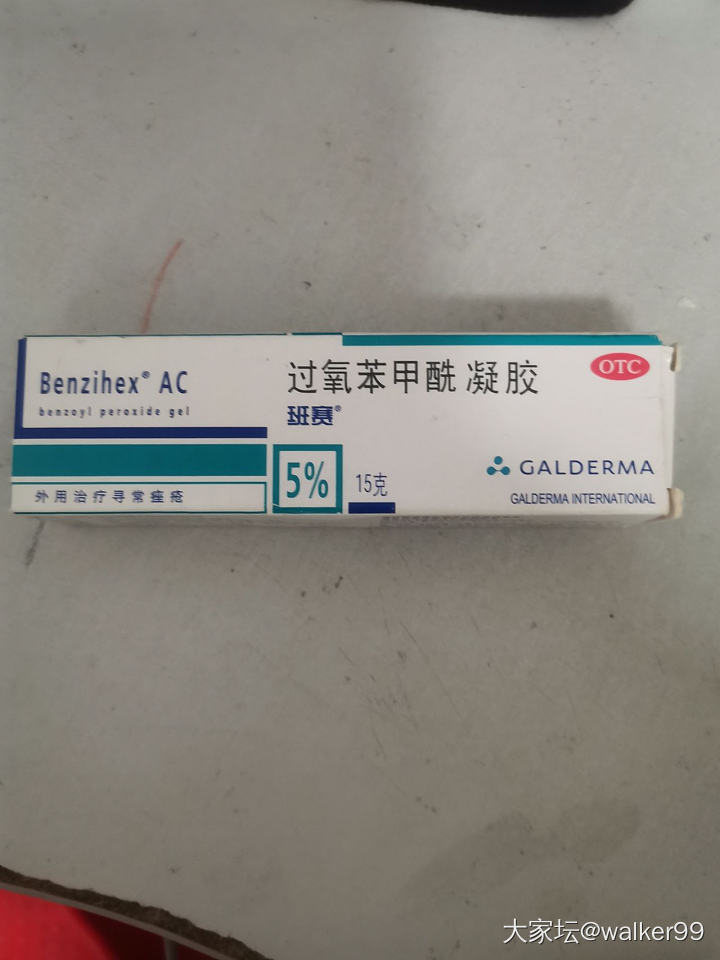 Benzihex® AC
benzoyl peroxide gel
外用治疗寻常痤疮
过氧苯甲酰凝胶
班赛®
5%
15克
OTC
GALDERMA
GALDERMA INTERNATIONAL
大家坛@walker99